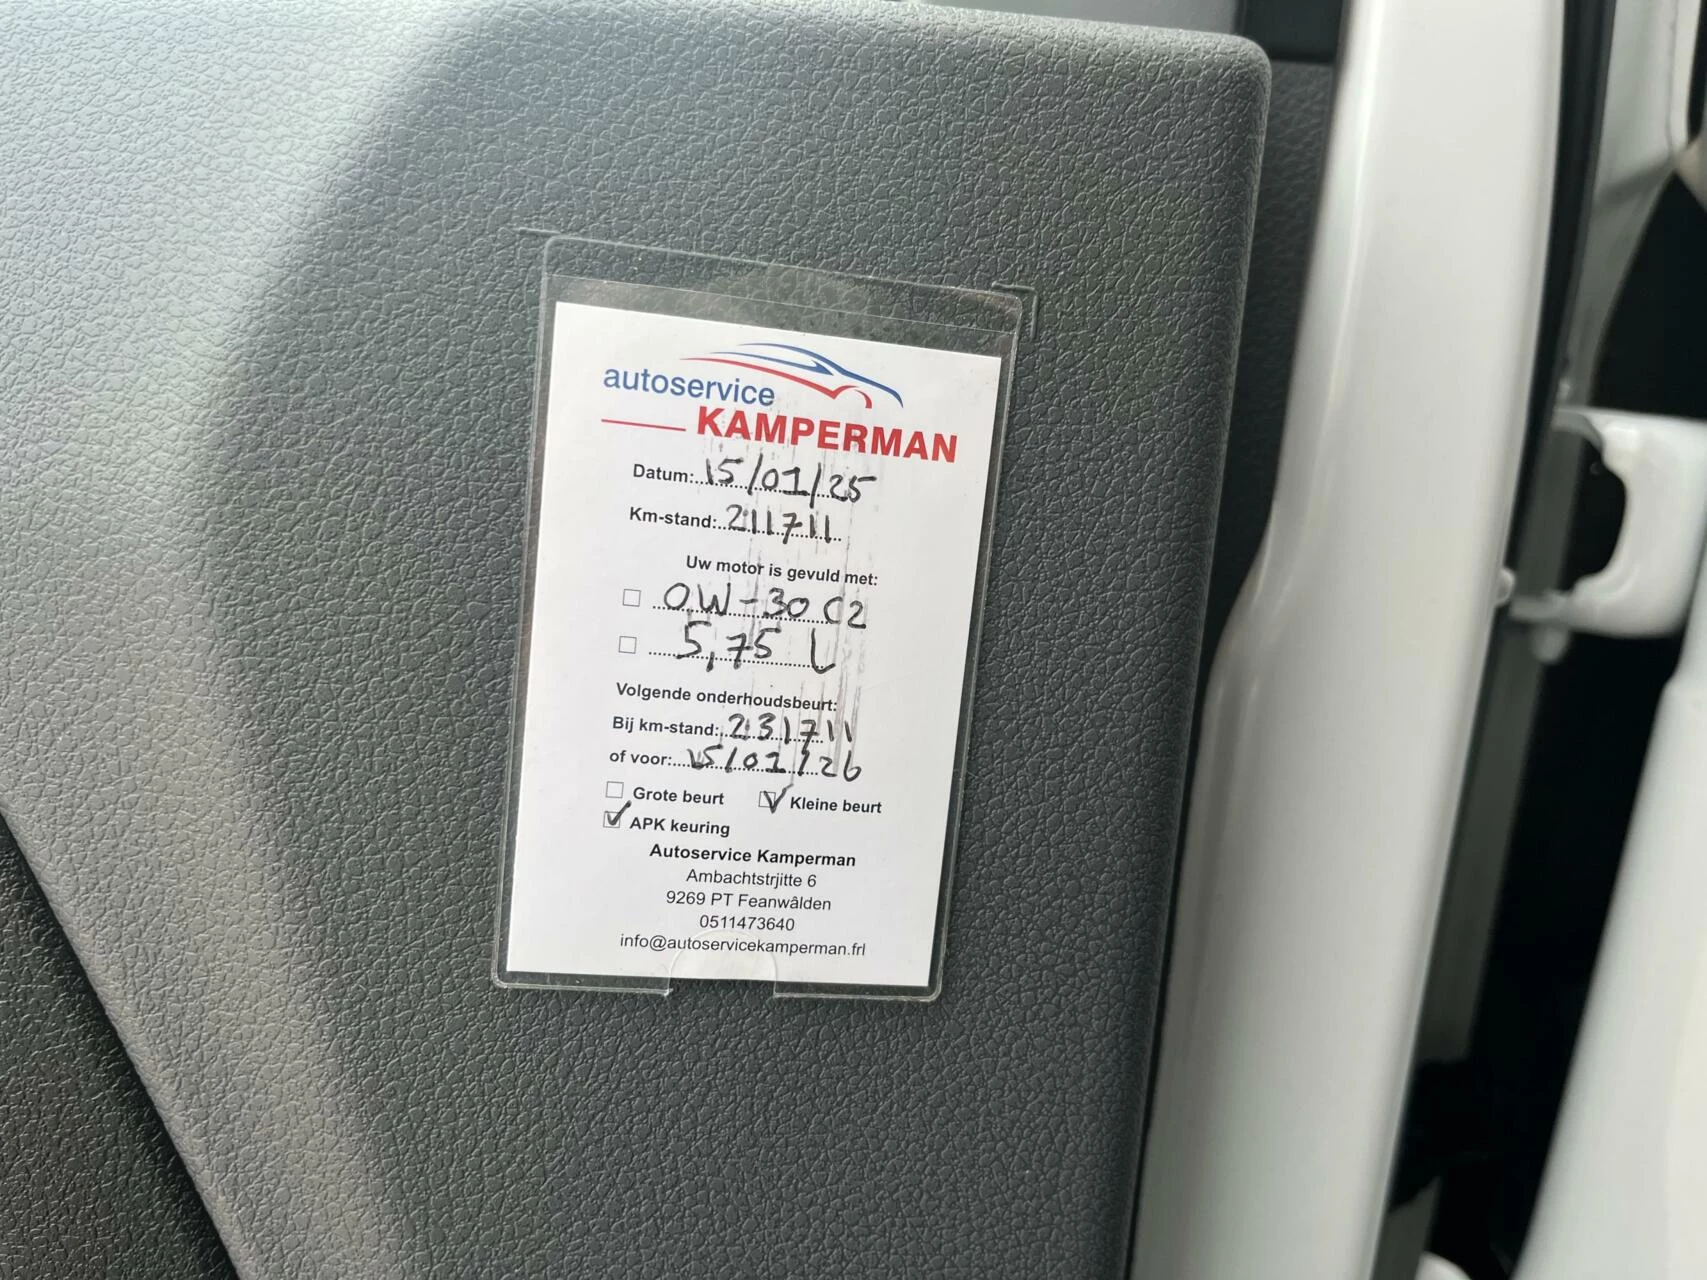 autoservice
KAMPERMAN
Datum: 15/01/25
Km-stand: 211711
Uw motor is gevuld met:
☐ 0W-30 C2
☐ 5,75 L
Volgende onderhoudsbeurt:
Bij km-stand: 231711
of voor: 15/01/26
☐ Grote beurt ☑ Kleine beurt
☑ APK keuring
Autoservice Kamperman
Ambachtstrjitte 6
9269 PT Feanwâlden
0511473640
info@autoservicekamperman.frl